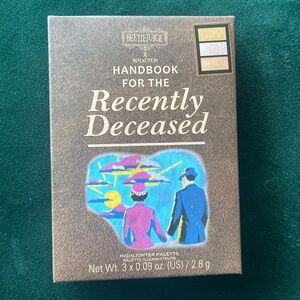 BEETLEJUICE
X
REVOLUTION
HANDBOOK
FOR THE
Recently
Deceased
HIGHLIGHTER PALETTE
PALETTE ILLUMINATEURS
Net Wt. 3 x 0.09 oz. (US) / 2.8 g